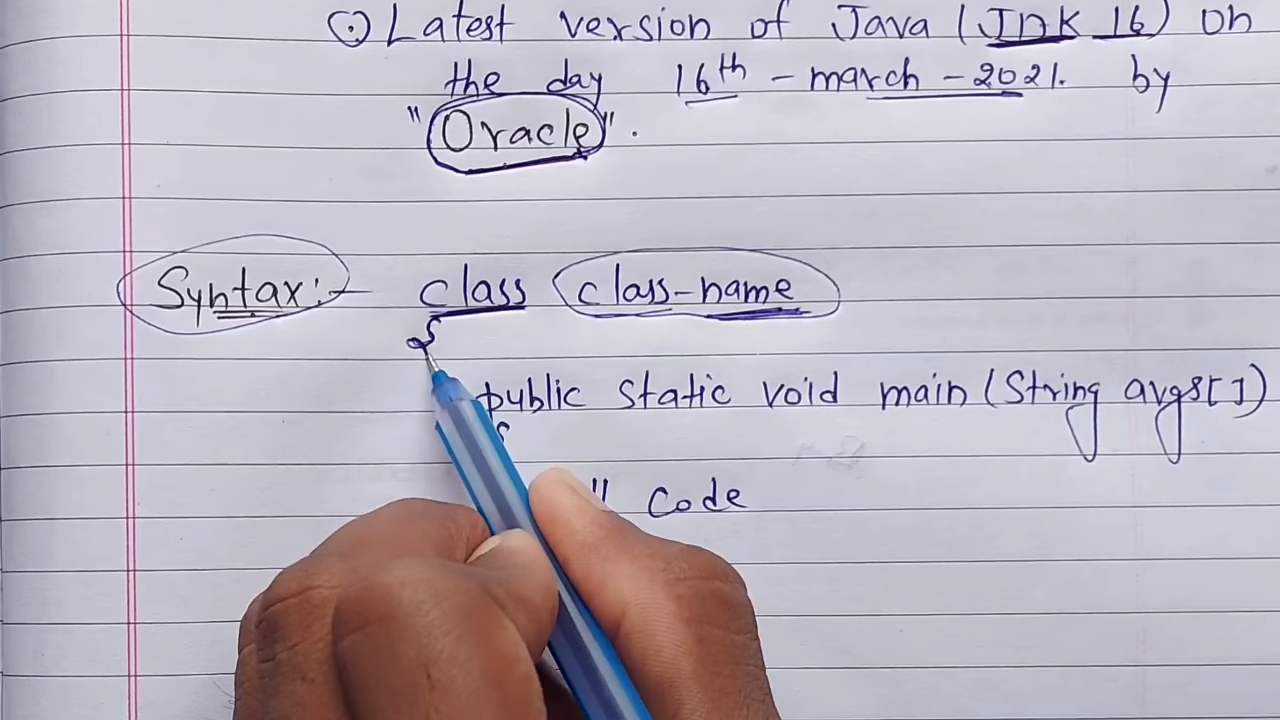 ⊙ Latest version of Java (JDK 16) on
the day 16th - march - 2021. by
"Oracle".
Syntax:- class class-name
{
public static void main (String args[])
{
" Code